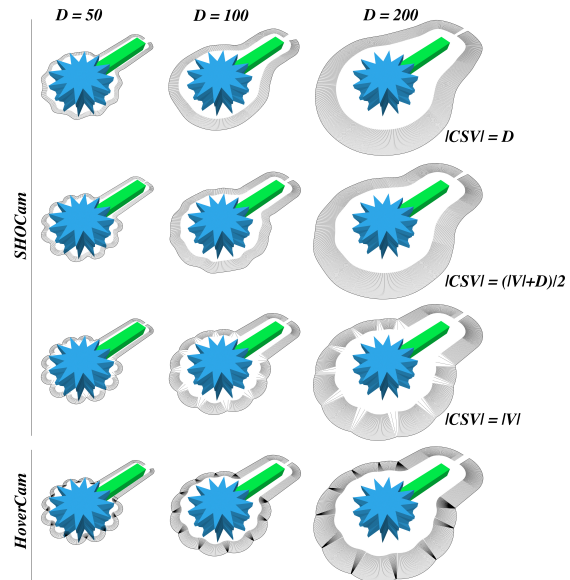 D = 50 D = 100 D = 200
SHOCam
|CSV| = D
|CSV| = (|V|+D)/2
|CSV| = |V|
HoverCam